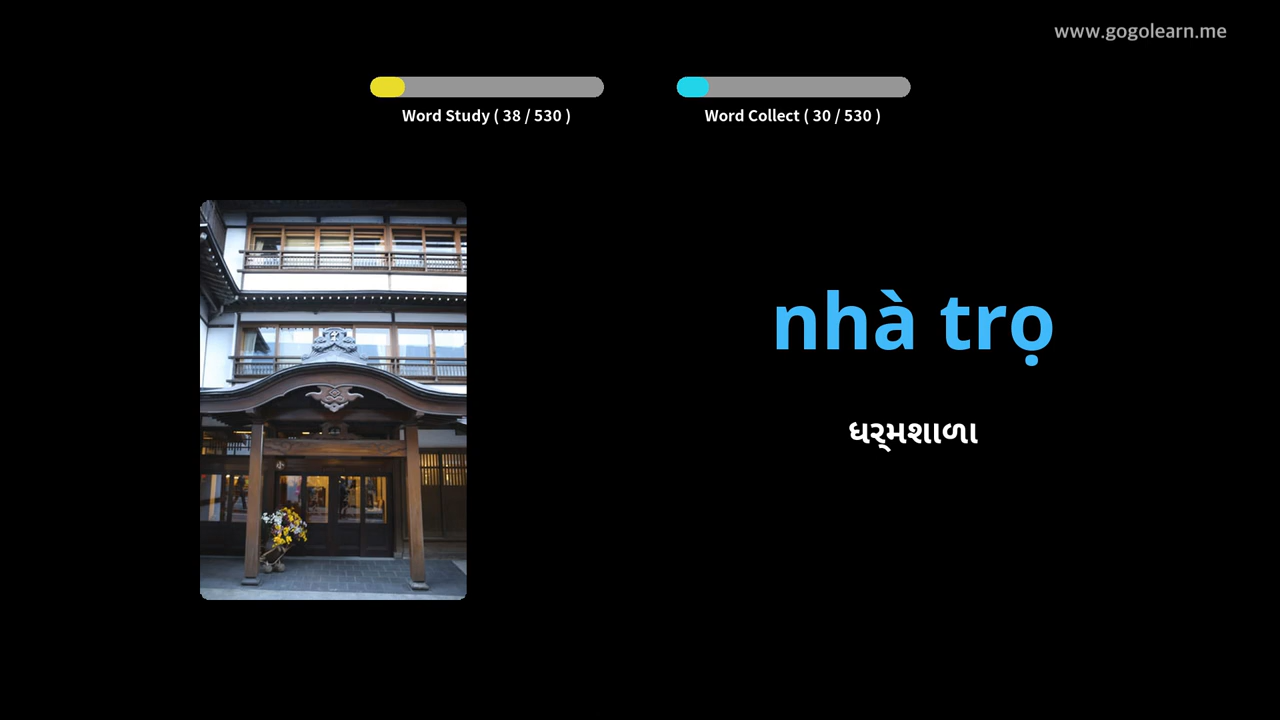 www.gogolearn.me
Word Study ( 38 / 530 )
Word Collect ( 30 / 530 )
nhà trọ
ધર્મશાળા